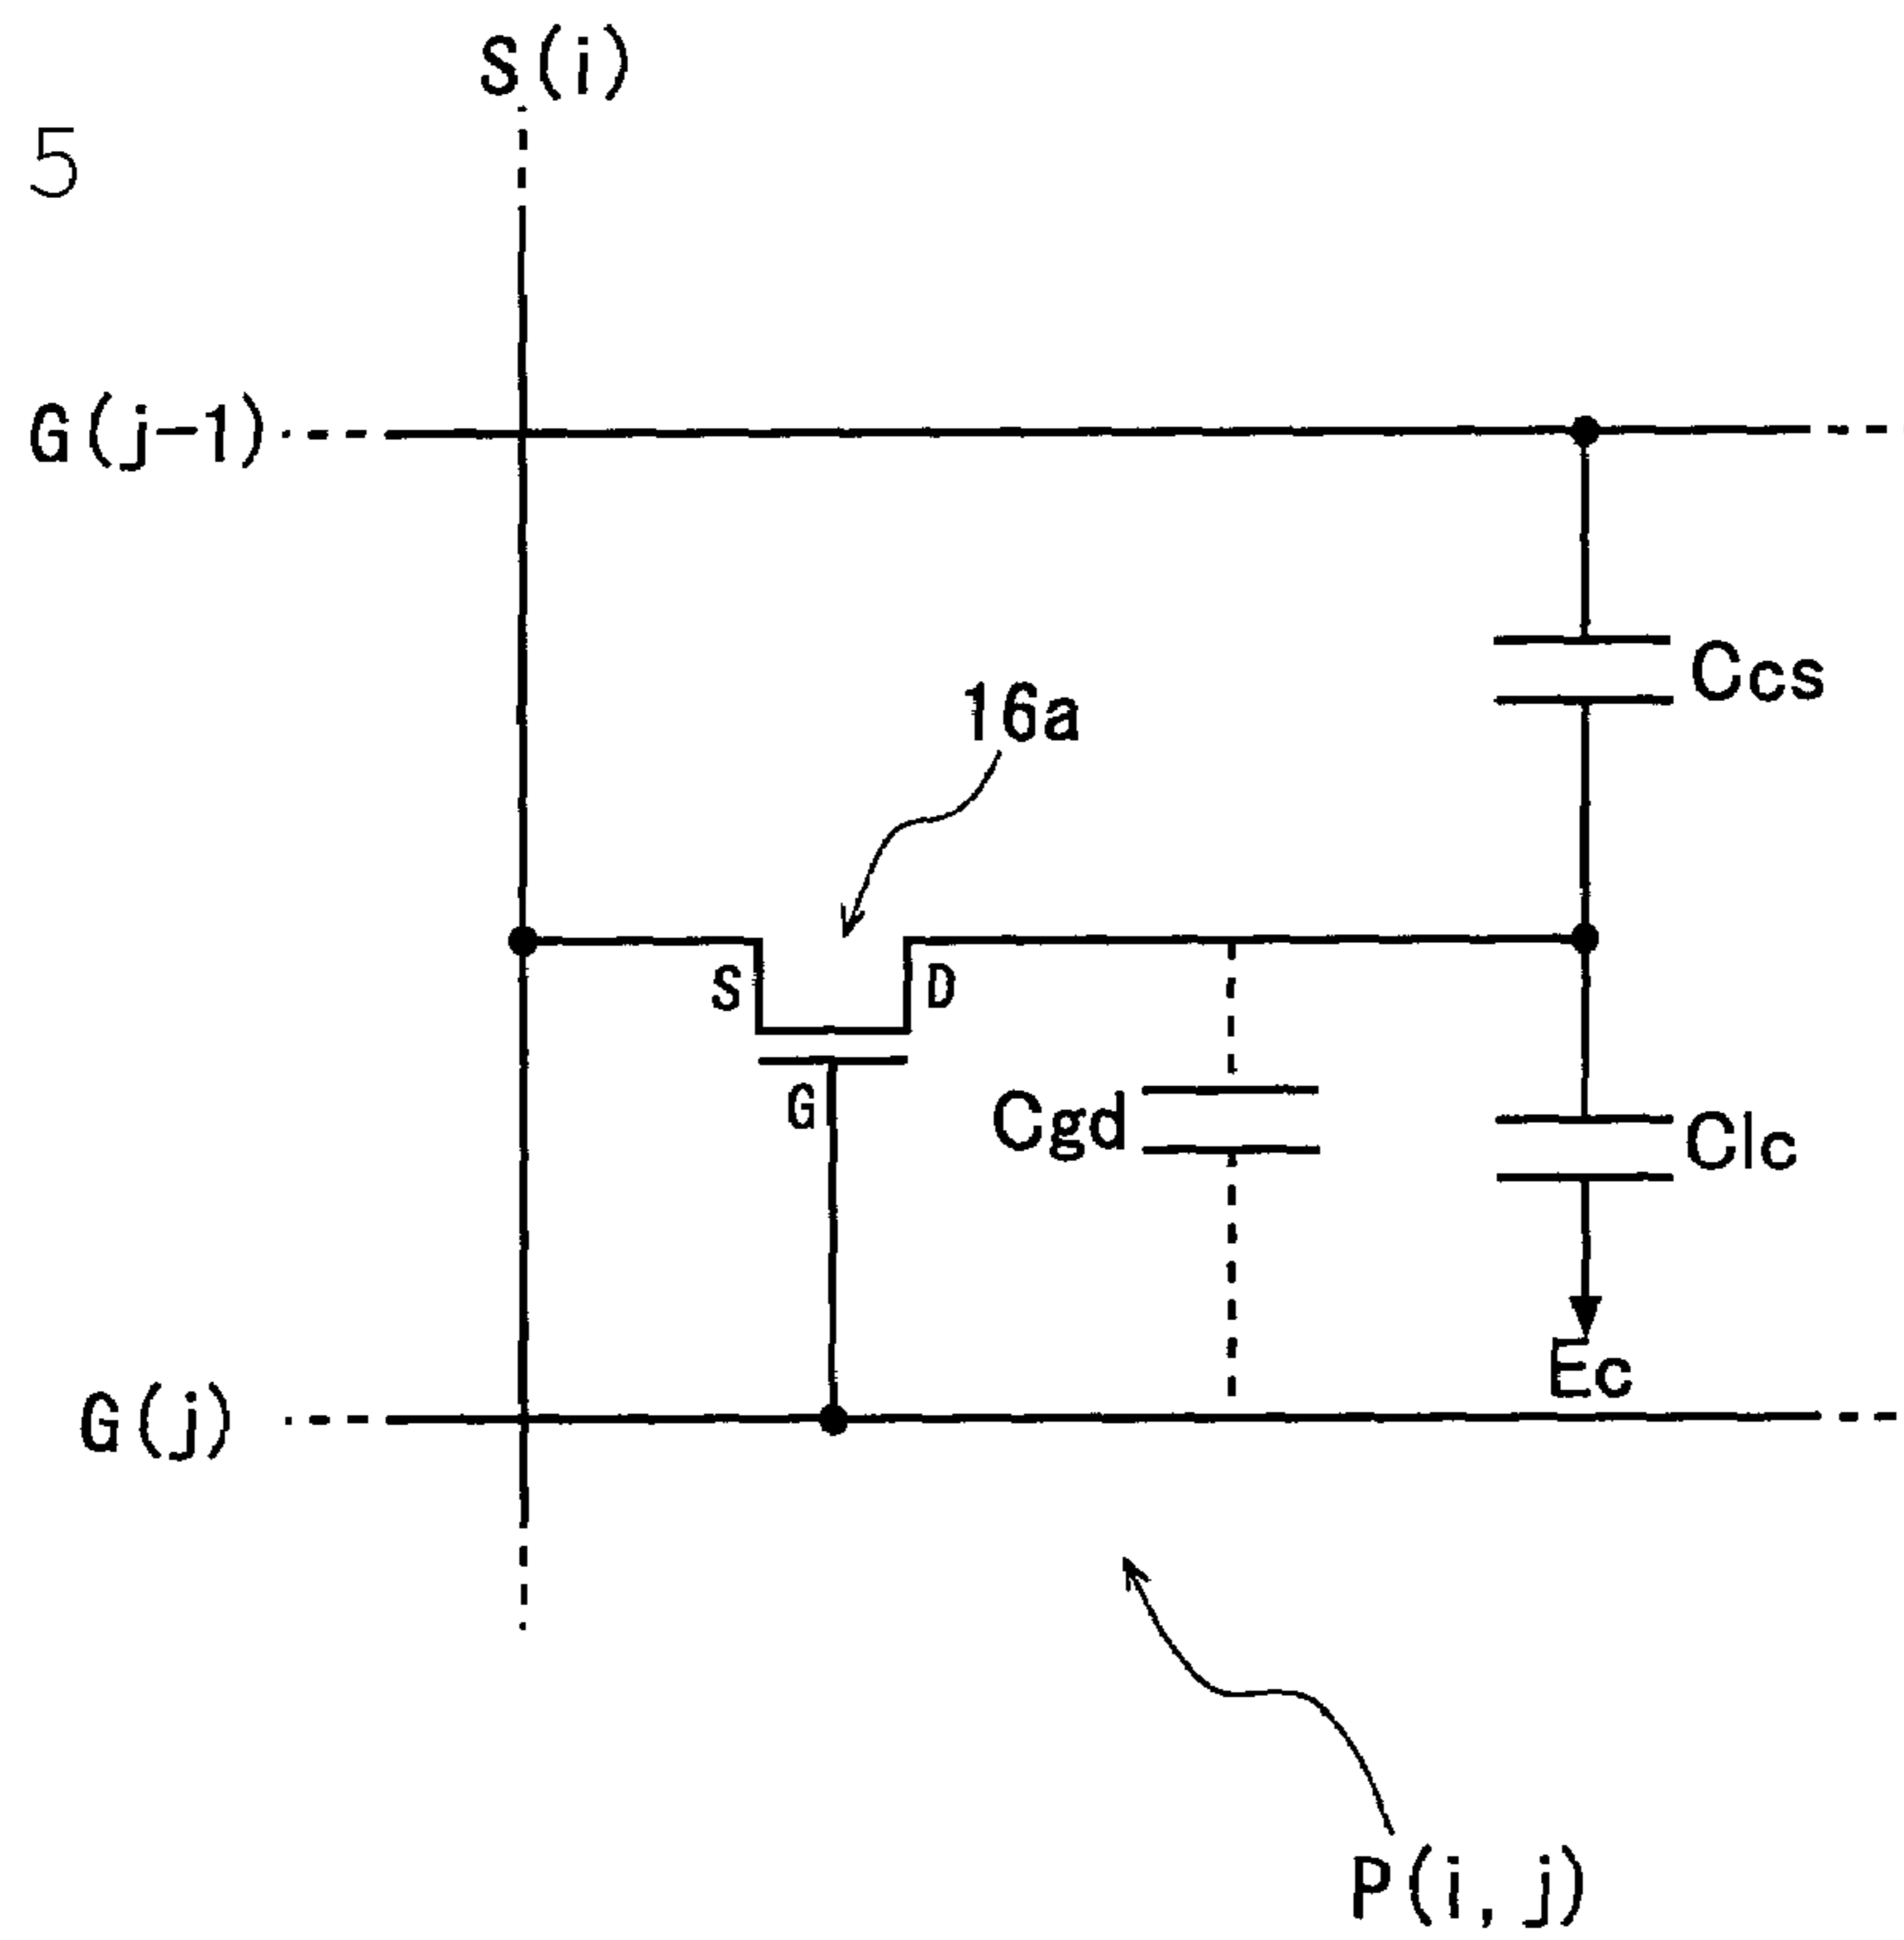 S(i)
5
G(j-1)
Ccs
16a
S
D
G
Cgd
Clc
Ec
G(j)
P(i, j)